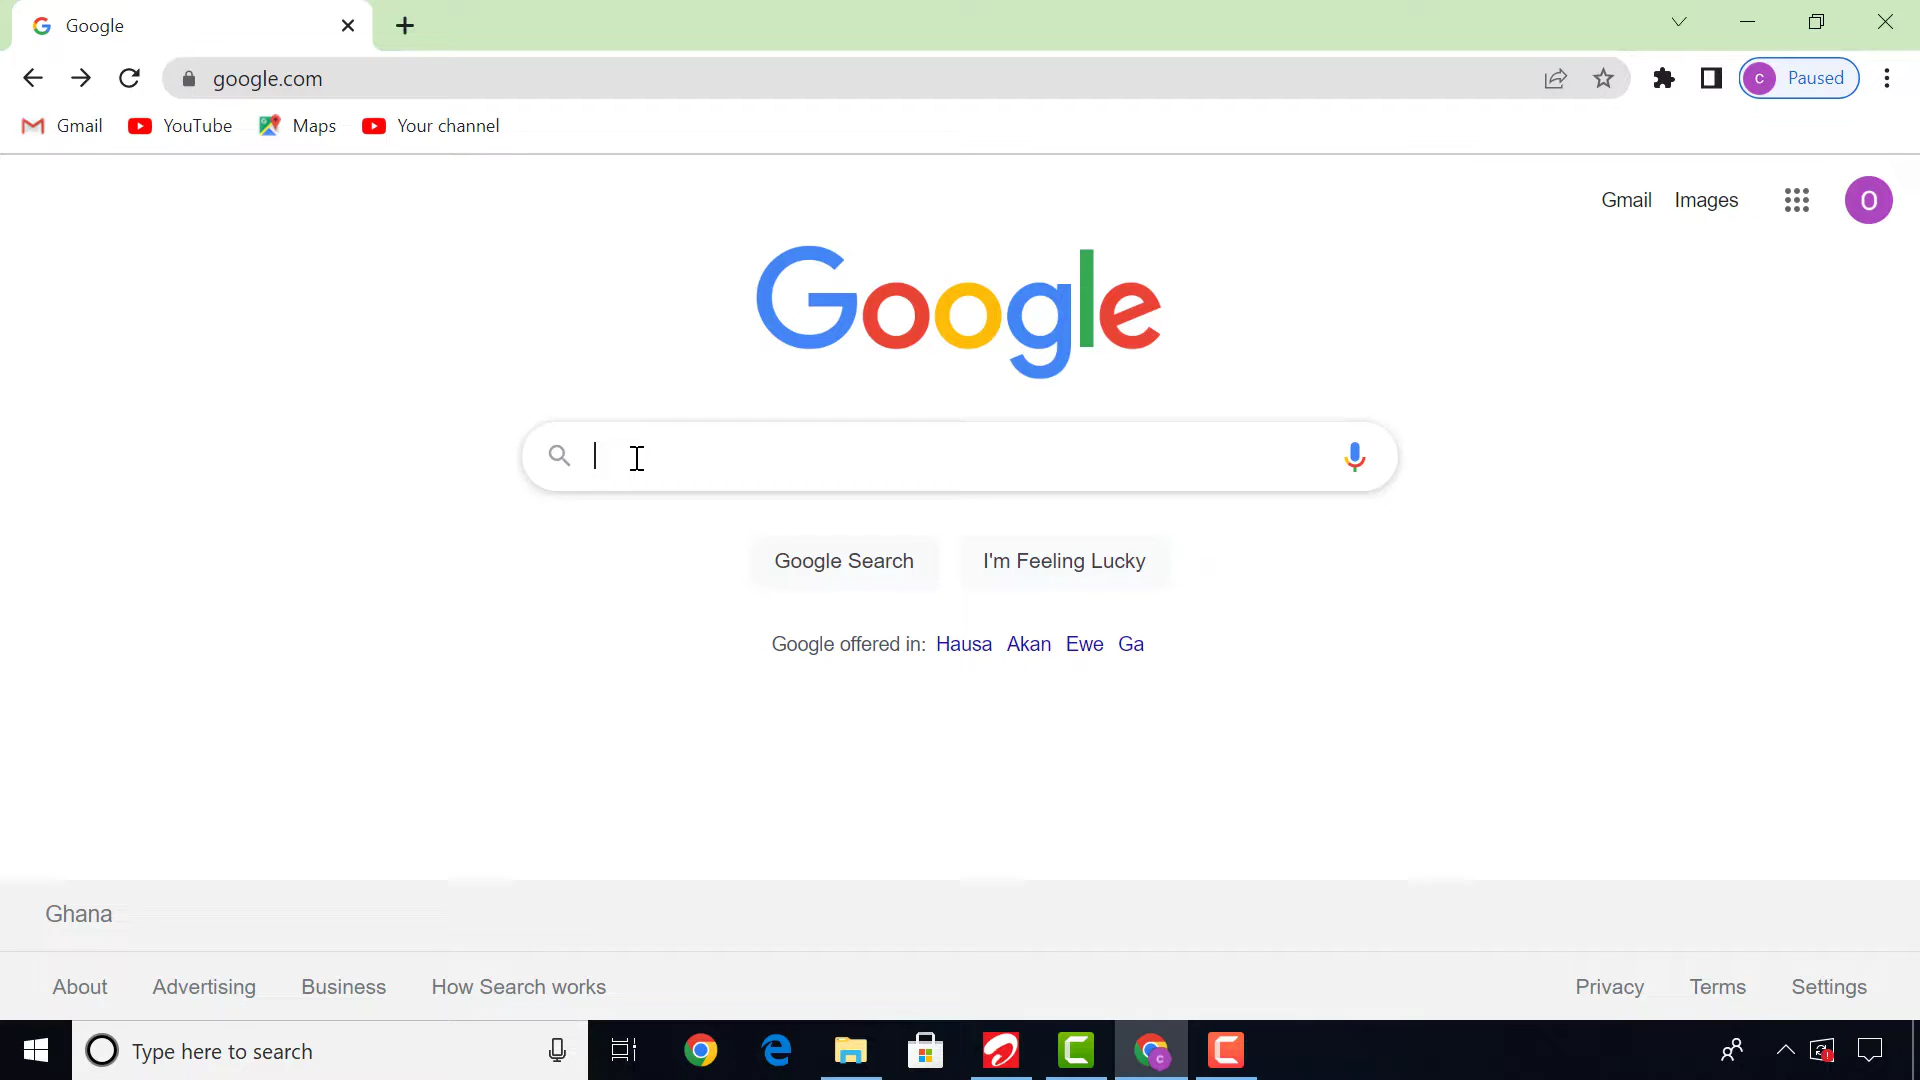 Google
google.com
c Paused
Gmail YouTube Maps Your channel
Gmail Images O
Google
Google Search I'm Feeling Lucky
Google offered in: Hausa Akan Ewe Ga
Ghana
About Advertising Business How Search works Privacy Terms Settings
Type here to search